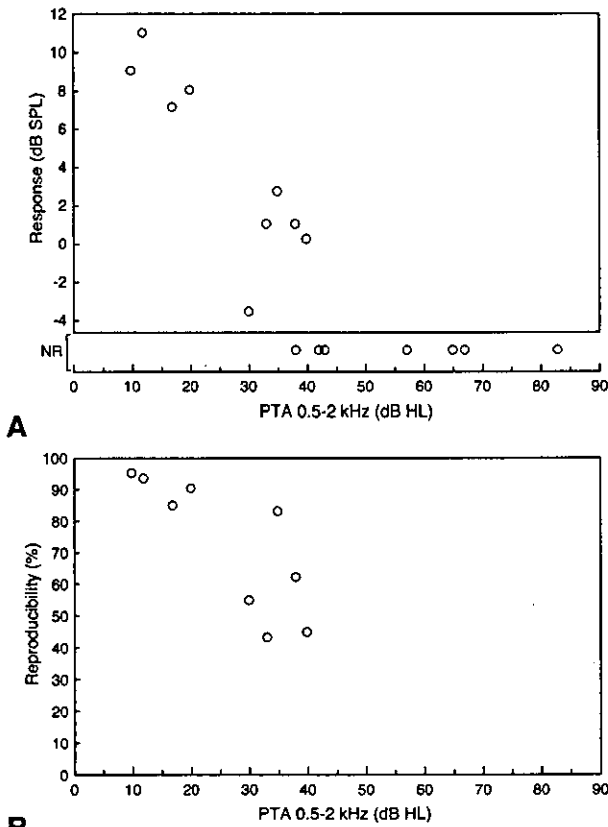 12
10
8
6
4
2
0
-2
-4
Response (dB SPL)
NR
10 20 30 40 50 60 70 80 90
PTA 0.5-2 kHz (dB HL)
A
100
90
80
70
60
50
40
30
20
10
0
Reproducibility (%)
0 10 20 30 40 50 60 70 80 90
PTA 0.5-2 kHz (dB HL)
B